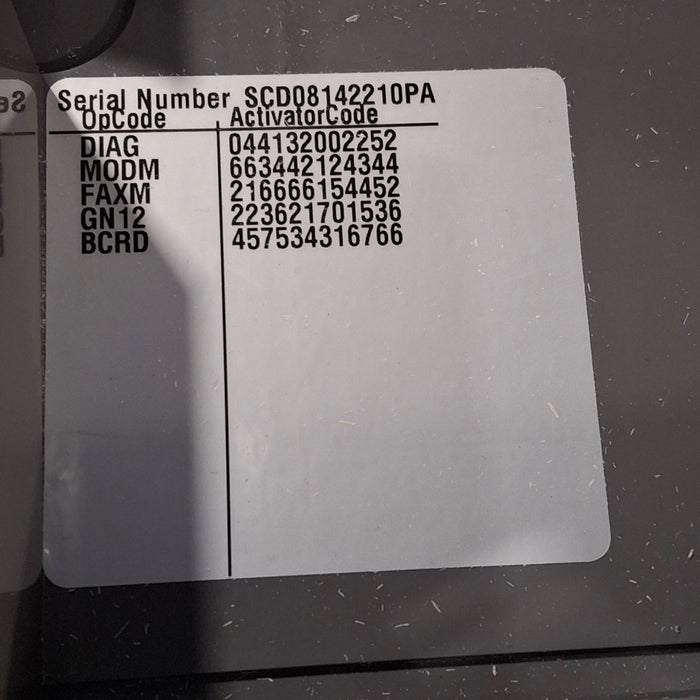 Serial Number SCD08142210PA
OpCode ActivatorCode
DIAG 044132002252
MODM 663442124344
FAXM 216666154452
GN12 223621701536
BCRD 457534316766